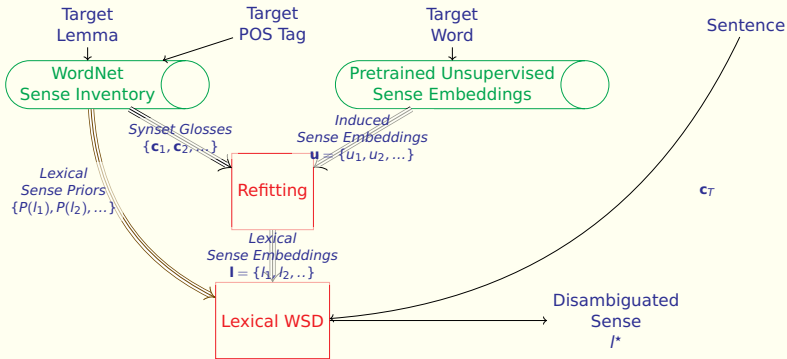 Target
Lemma
Target
POS Tag
Target
Word
Sentence
WordNet
Sense Inventory
Pretrained Unsupervised
Sense Embeddings
Synset Glosses
{c₁, c₂, …}
Induced
Sense Embeddings
u = {u₁, u₂, …}
Lexical
Sense Priors
{P(l₁), P(l₂), …}
Refitting
c_T
Lexical
Sense Embeddings
l = {l₁, l₂, ..}
Lexical WSD
Disambiguated
Sense
l⋆